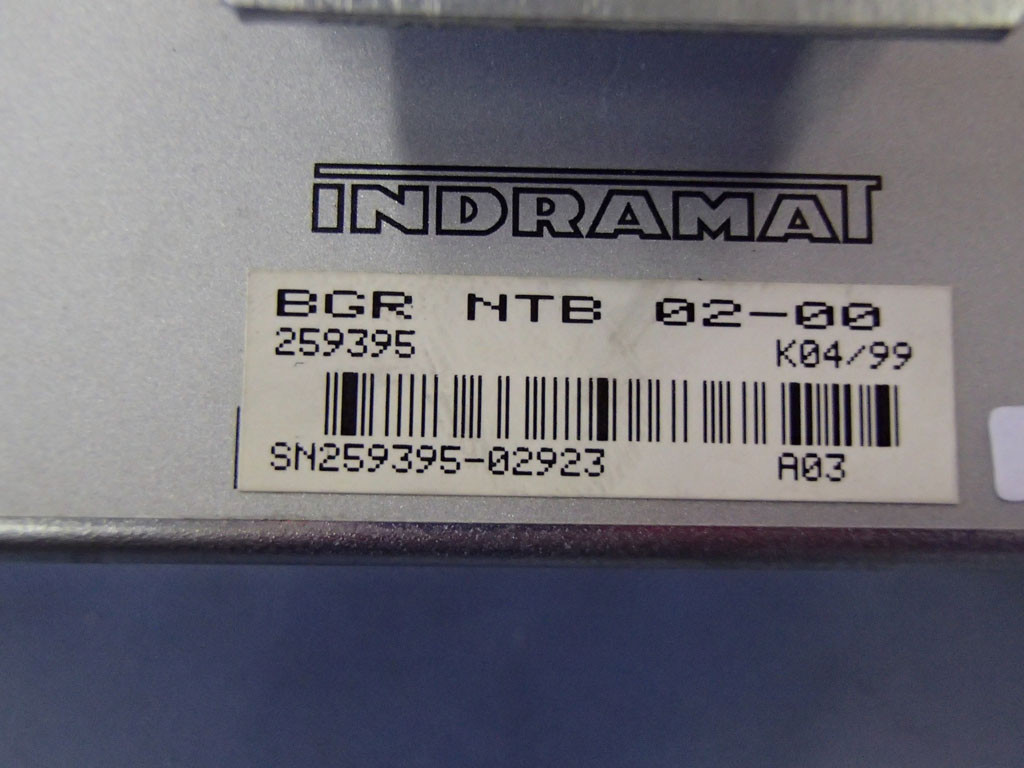 INDRAMAT
BGR NTB 02-00
259395 K04/99
SN259395-02923 A03